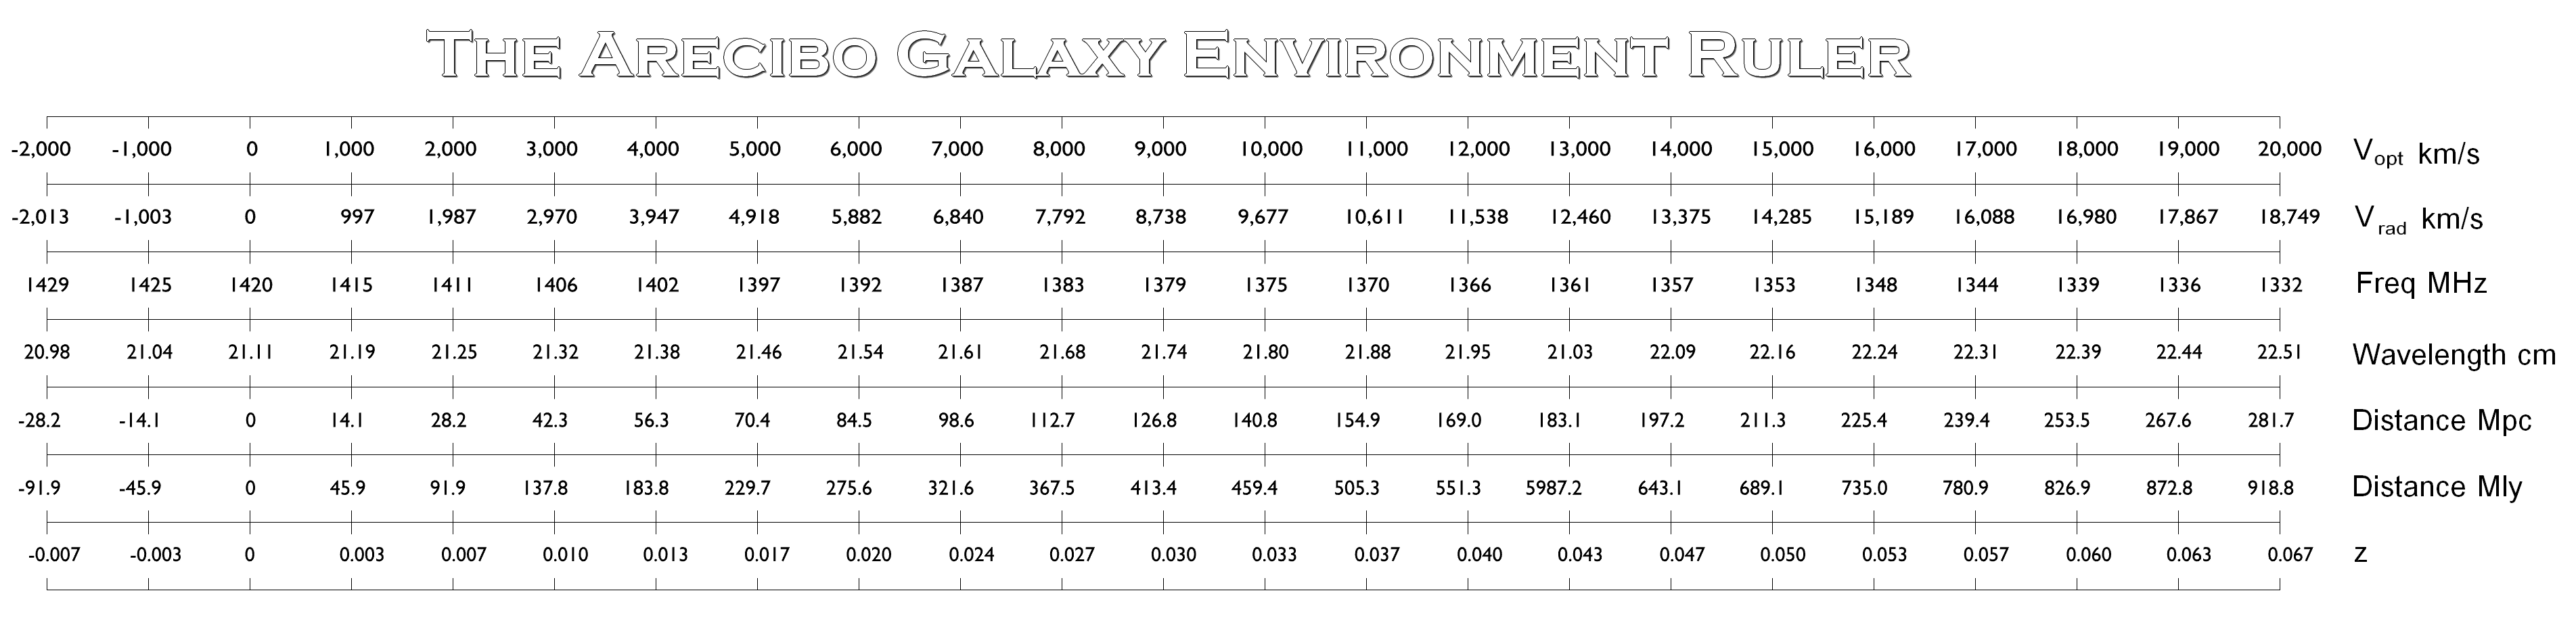 THE ARECIBO GALAXY ENVIRONMENT RULER
-2,000 -1,000 0 1,000 2,000 3,000 4,000 5,000 6,000 7,000 8,000 9,000 10,000 11,000 12,000 13,000 14,000 15,000 16,000 17,000 18,000 19,000 20,000 Vopt km/s
-2,013 -1,003 0 997 1,987 2,970 3,947 4,918 5,882 6,840 7,792 8,738 9,677 10,611 11,538 12,460 13,375 14,285 15,189 16,088 16,980 17,867 18,749 Vrad km/s
1429 1425 1420 1415 1411 1406 1402 1397 1392 1387 1383 1379 1375 1370 1366 1361 1357 1353 1348 1344 1339 1336 1332 Freq MHz
20.98 21.04 21.11 21.19 21.25 21.32 21.38 21.46 21.54 21.61 21.68 21.74 21.80 21.88 21.95 21.03 22.09 22.16 22.24 22.31 22.39 22.44 22.51 Wavelength cm
-28.2 -14.1 0 14.1 28.2 42.3 56.3 70.4 84.5 98.6 112.7 126.8 140.8 154.9 169.0 183.1 197.2 211.3 225.4 239.4 253.5 267.6 281.7 Distance Mpc
-91.9 -45.9 0 45.9 91.9 137.8 183.8 229.7 275.6 321.6 367.5 413.4 459.4 505.3 551.3 5987.2 643.1 689.1 735.0 780.9 826.9 872.8 918.8 Distance Mly
-0.007 -0.003 0 0.003 0.007 0.010 0.013 0.017 0.020 0.024 0.027 0.030 0.033 0.037 0.040 0.043 0.047 0.050 0.053 0.057 0.060 0.063 0.067 z